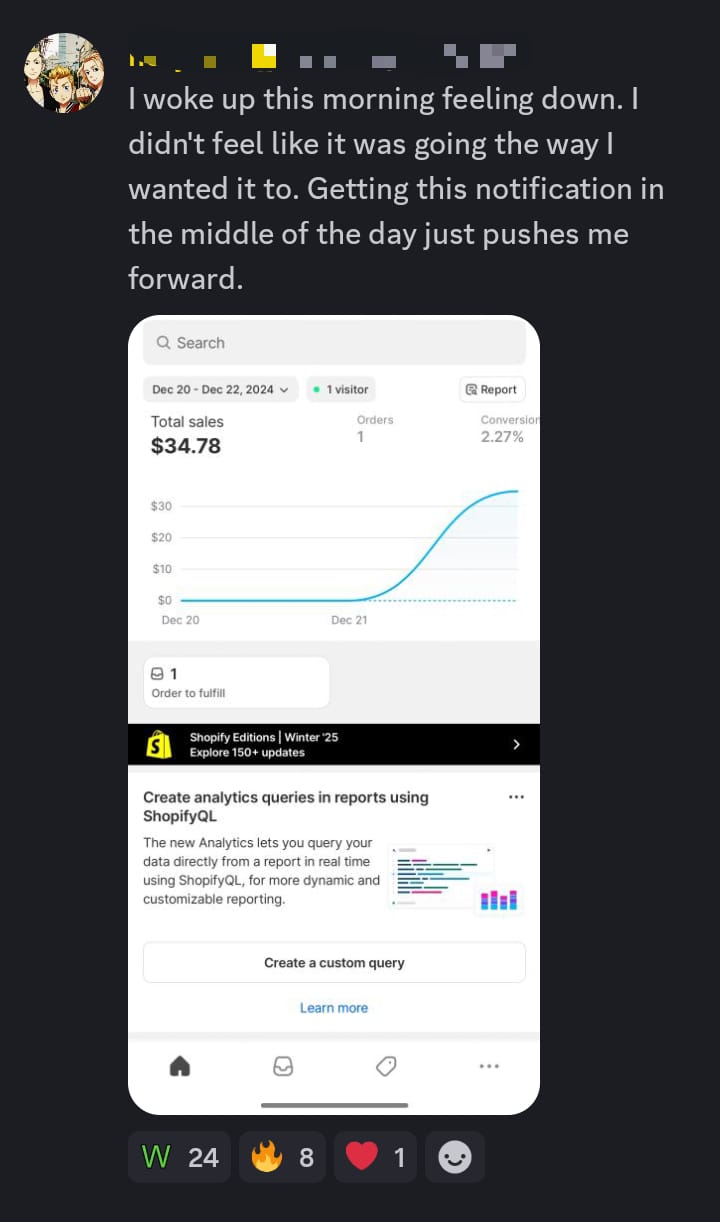 I woke up this morning feeling down. I
didn't feel like it was going the way I
wanted it to. Getting this notification in
the middle of the day just pushes me
forward.
Search
Dec 20 - Dec 22, 2024
1 visitor
Report
Total sales
Orders
Conversion
$34.78
1
2.27%
$30
$20
$10
$0
Dec 20
Dec 21
1
Order to fulfill
Shopify Editions | Winter '25
Explore 150+ updates
Create analytics queries in reports using
ShopifyQL
The new Analytics lets you query your
data directly from a report in real time
using ShopifyQL, for more dynamic and
customizable reporting.
Create a custom query
Learn more
W 24
8
1